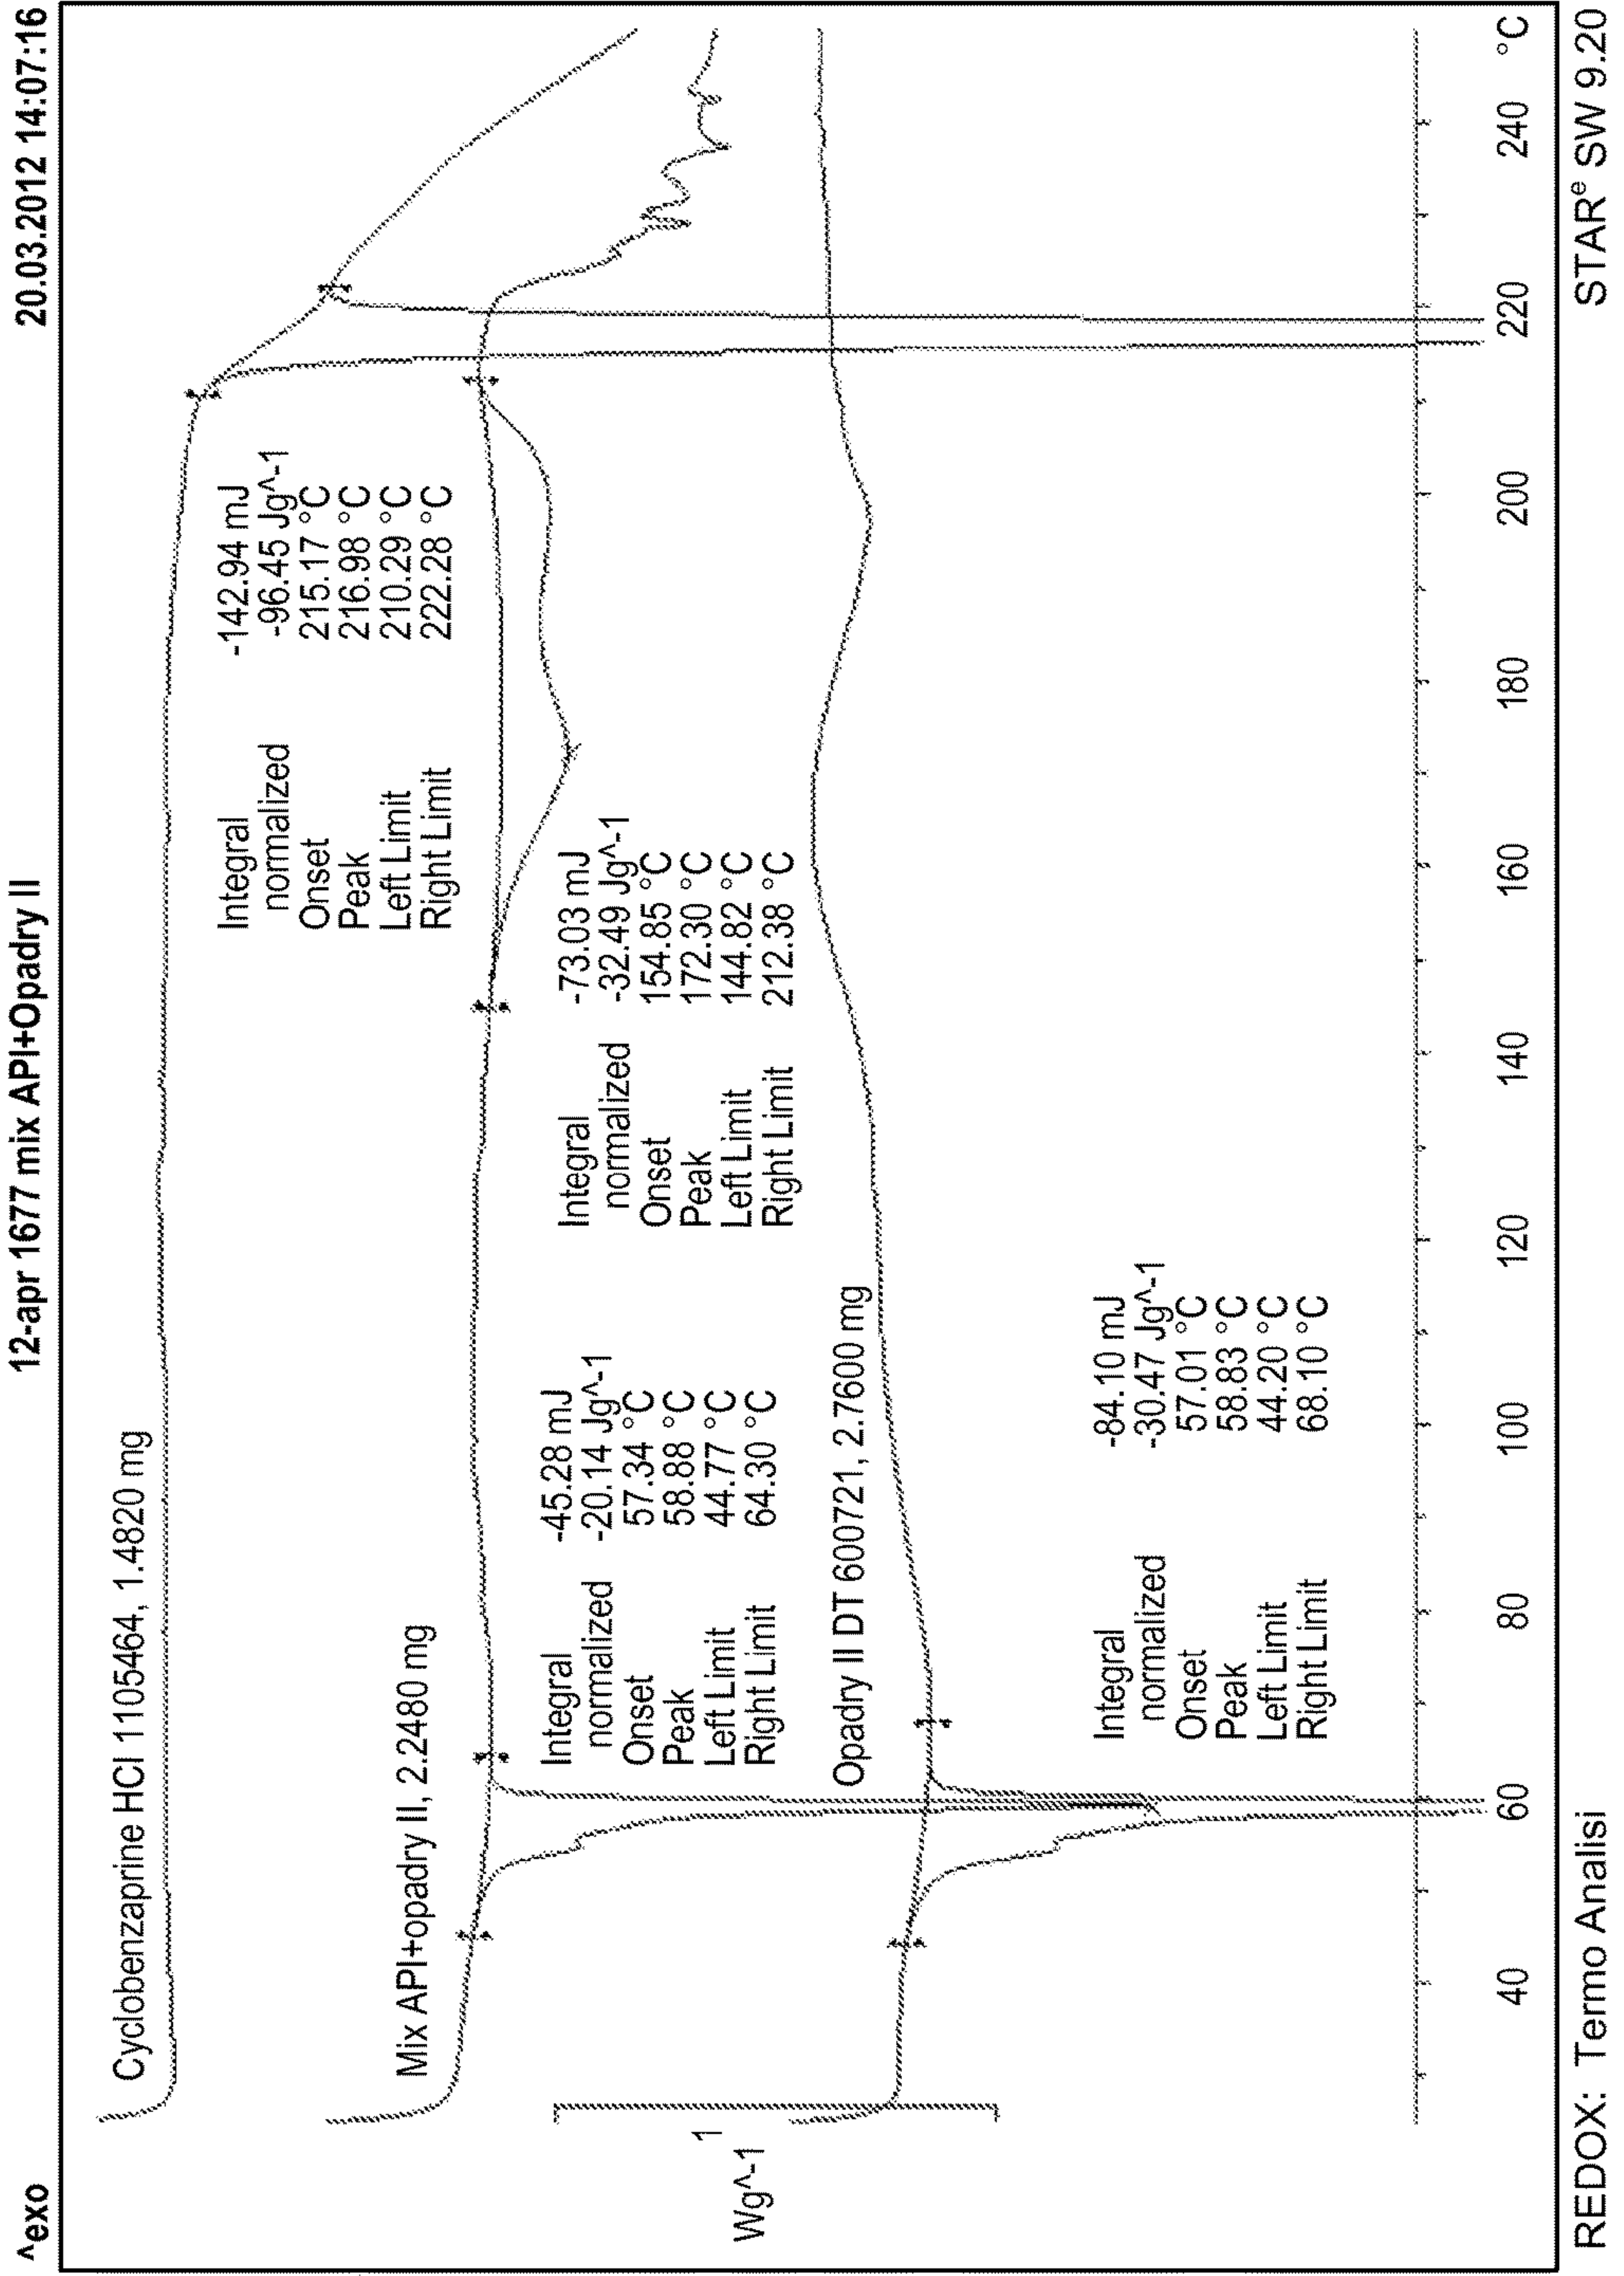 ^exo
12-apr 1677 mix API+Opadry II
20.03.2012 14:07:16
Cyclobenzaprine HCl 1105464, 1.4820 mg
Integral -142.94 mJ
normalized -96.45 Jg^-1
Onset 215.17 °C
Peak 216.98 °C
Left Limit 210.29 °C
Right Limit 222.28 °C
Mix API+opadry II, 2.2480 mg
Integral -45.28 mJ
normalized -20.14 Jg^-1
Onset 57.34 °C
Peak 58.88 °C
Left Limit 44.77 °C
Right Limit 64.30 °C
Integral -73.03 mJ
normalized -32.49 Jg^-1
Onset 154.85 °C
Peak 172.30 °C
Left Limit 144.82 °C
Right Limit 212.38 °C
1
Wg^-1
Opadry II DT 600721, 2.7600 mg
Integral -84.10 mJ
normalized -30.47 Jg^-1
Onset 57.01 °C
Peak 58.83 °C
Left Limit 44.20 °C
Right Limit 68.10 °C
40 60 80 100 120 140 160 180 200 220 240 °C
REDOX: Termo Analisi
STARe SW 9.20